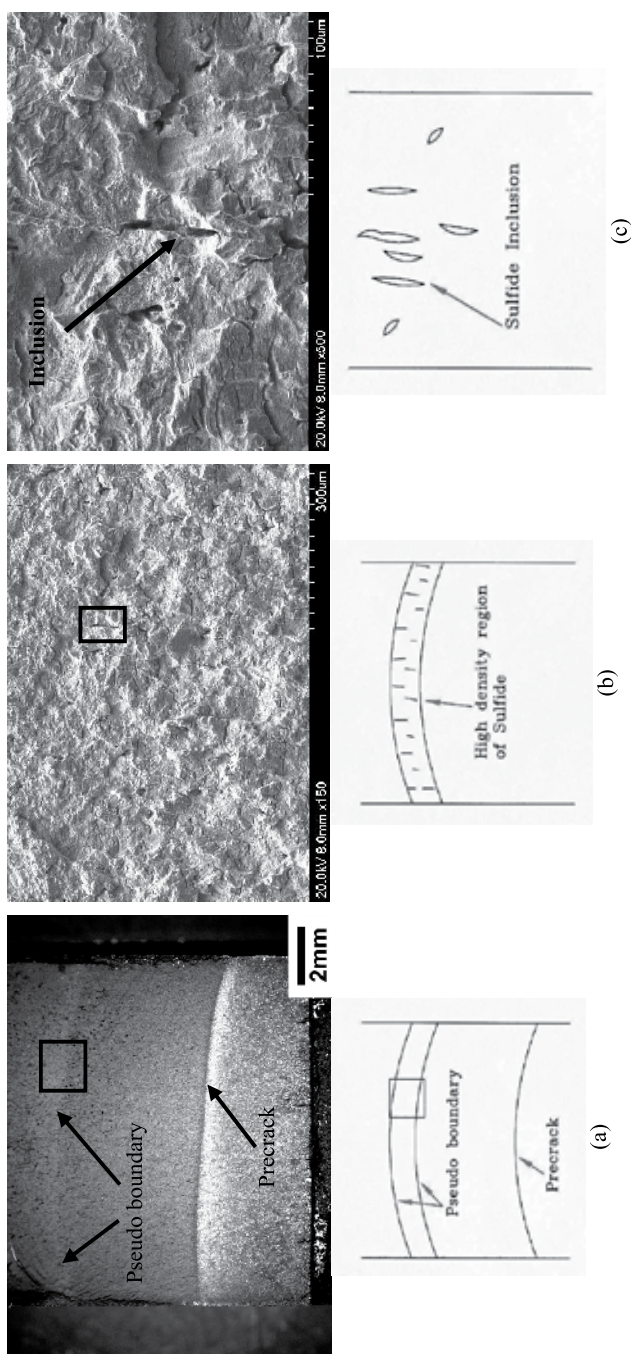 Pseudo boundary
Precrack
2mm
Pseudo boundary
Precrack
(a)
20.0kV 8.0mm x150
300um
High density region
of Sulfide
(b)
Inclusion
20.0kV 8.0mm x500
100um
Sulfide Inclusion
(c)